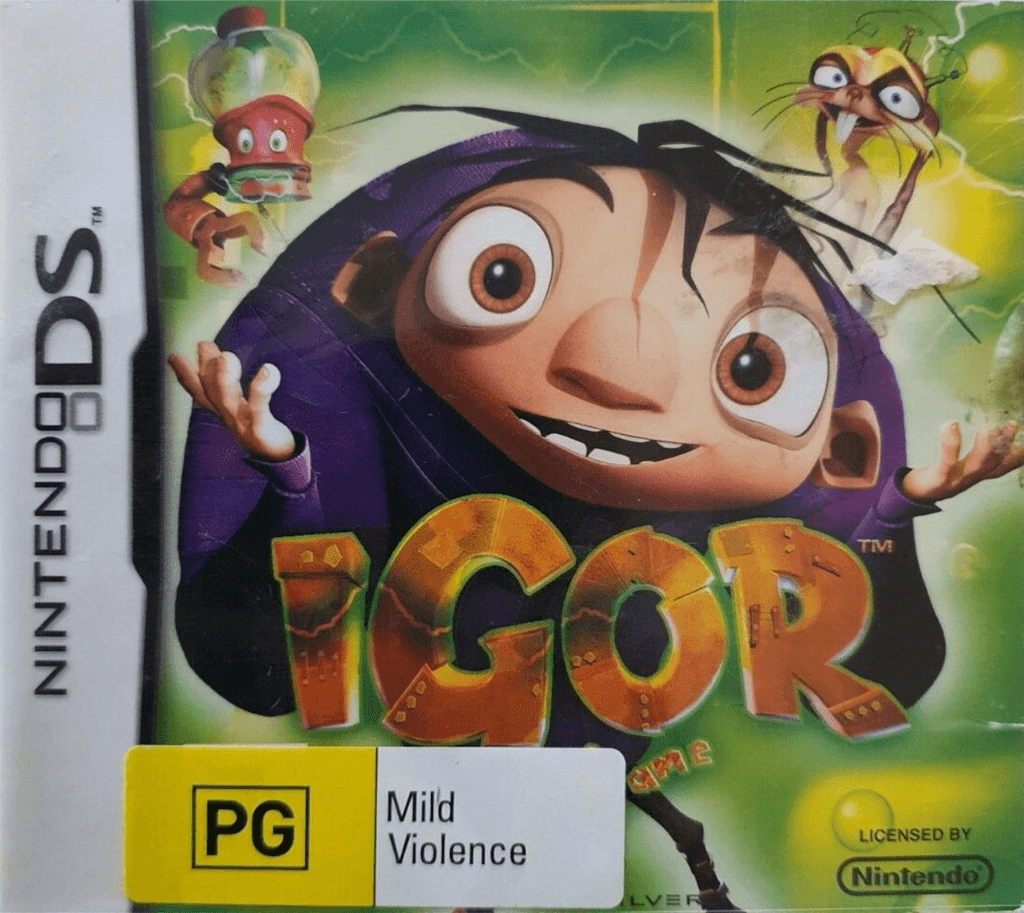 NINTENDO DS™
IGOR™
PG
Mild
Violence
LICENSED BY
Nintendo®